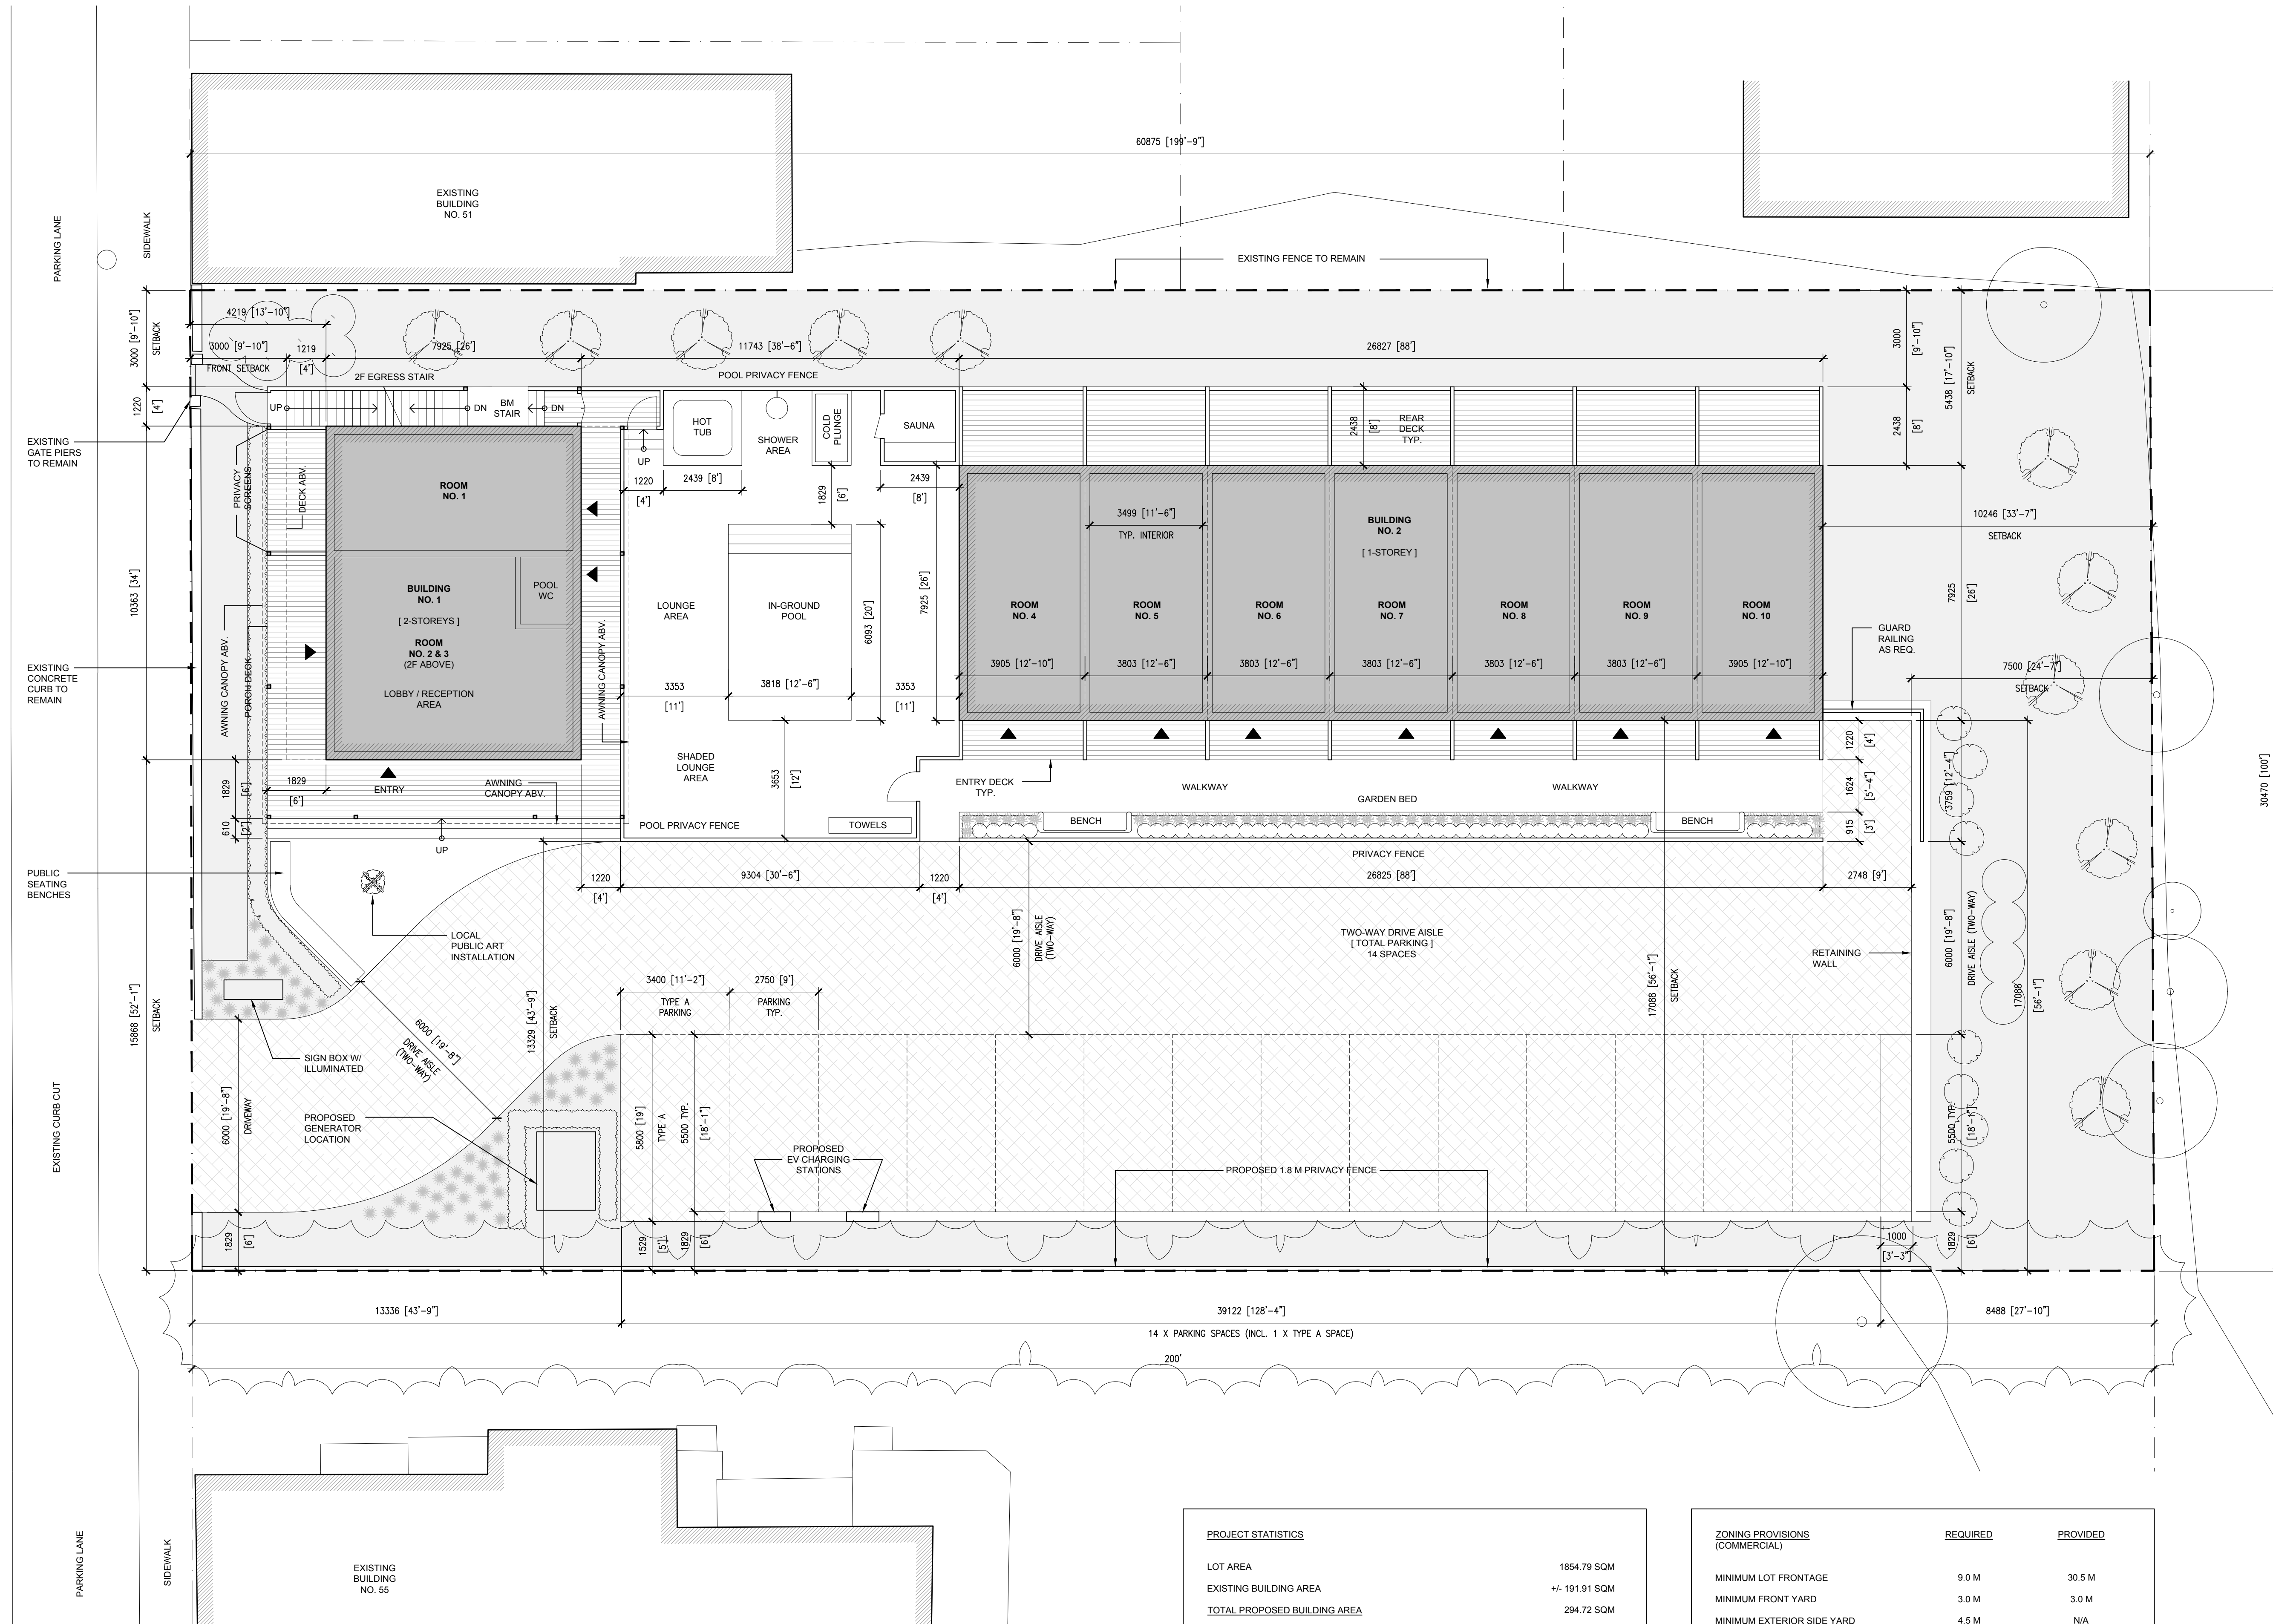 60875 [199'-9"]
PARKING LANE
SIDEWALK
EXISTING
BUILDING
NO. 51
EXISTING FENCE TO REMAIN
3000 [9'-10"]
SETBACK
4219 [13'-10"]
3000 [9'-10"]
FRONT SETBACK
1219
[4']
7925 [26']
11743 [38'-6"]
26827 [88']
3000
[9'-10"]
5438 [17'-10"]
SETBACK
2438
[8']
1220
[4']
2F EGRESS STAIR
POOL PRIVACY FENCE
UP
DN
BM
STAIR
DN
EXISTING
GATE PIERS
TO REMAIN
PRIVACY
SCREENS
DECK ABV.
UP
HOT
TUB
SHOWER
AREA
COLD
PLUNGE
SAUNA
2438
[8']
REAR
DECK
TYP.
ROOM
NO. 1
1220
[4']
2439 [8']
1829
[6']
2439
[8']
3499 [11'-6"]
TYP. INTERIOR
BUILDING
NO. 2
[ 1-STOREY ]
10246 [33'-7"]
SETBACK
10363 [34']
BUILDING
NO. 1
[ 2-STOREYS ]
ROOM
NO. 2 & 3
(2F ABOVE)
LOBBY / RECEPTION
AREA
POOL
WC
AWNING CANOPY ABV.
PORCH DECK
AWNING CANOPY ABV.
LOUNGE
AREA
IN-GROUND
POOL
6093 [20']
7925 [26']
ROOM
NO. 4
ROOM
NO. 5
ROOM
NO. 6
ROOM
NO. 7
ROOM
NO. 8
ROOM
NO. 9
ROOM
NO. 10
7925
[26']
GUARD
RAILING
AS REQ.
EXISTING
CONCRETE
CURB TO
REMAIN
3353
[11']
3818 [12'-6"]
3353
[11']
3905 [12'-10"]
3803 [12'-6"]
3803 [12'-6"]
3803 [12'-6"]
3803 [12'-6"]
3803 [12'-6"]
3905 [12'-10"]
7500 [24'-7"]
SETBACK
30470 [100']
1829
[6']
1829
[6']
ENTRY
AWNING
CANOPY ABV.
SHADED
LOUNGE
AREA
3653
[12']
ENTRY DECK
TYP.
WALKWAY
GARDEN BED
WALKWAY
1220
[4']
1624
[5'-4"]
915
[3']
3759 [12'-4"]
610
[2']
UP
POOL PRIVACY FENCE
TOWELS
BENCH
BENCH
PRIVACY FENCE
PUBLIC
SEATING
BENCHES
1220
[4']
9304 [30'-6"]
1220
[4']
26825 [88']
2748 [9']
LOCAL
PUBLIC ART
INSTALLATION
6000 [19'-8"]
DRIVE AISLE
(TWO-WAY)
TWO-WAY DRIVE AISLE
[ TOTAL PARKING ]
14 SPACES
RETAINING
WALL
6000 [19'-8"]
DRIVE AISLE (TWO-WAY)
17088
[56'-1"]
17088 [56'-1"]
SETBACK
15868 [52'-1"]
SETBACK
13329 [43'-9"]
SETBACK
3400 [11'-2"]
TYPE A
PARKING
2750 [9']
PARKING
TYP.
6000 [19'-8"]
DRIVE AISLE
(TWO-WAY)
SIGN BOX W/
ILLUMINATED
EXISTING CURB CUT
6000 [19'-8"]
DRIVEWAY
PROPOSED
GENERATOR
LOCATION
5800 [19']
TYPE A
5500 TYP.
[18'-1"]
PROPOSED
EV CHARGING
STATIONS
PROPOSED 1.8 M PRIVACY FENCE
5500 TYP.
[18'-1"]
1829
[6']
1529
[5']
1829
[6']
1000
[3'-3"]
1829
[6']
13336 [43'-9"]
39122 [128'-4"]
8488 [27'-10"]
14 X PARKING SPACES (INCL. 1 X TYPE A SPACE)
200'
PARKING LANE
SIDEWALK
EXISTING
BUILDING
NO. 55
PROJECT STATISTICS
LOT AREA 1854.79 SQM
EXISTING BUILDING AREA +/- 191.91 SQM
TOTAL PROPOSED BUILDING AREA 294.72 SQM
ZONING PROVISIONS REQUIRED PROVIDED
(COMMERCIAL)
MINIMUM LOT FRONTAGE 9.0 M 30.5 M
MINIMUM FRONT YARD 3.0 M 3.0 M
MINIMUM EXTERIOR SIDE YARD 4.5 M N/A